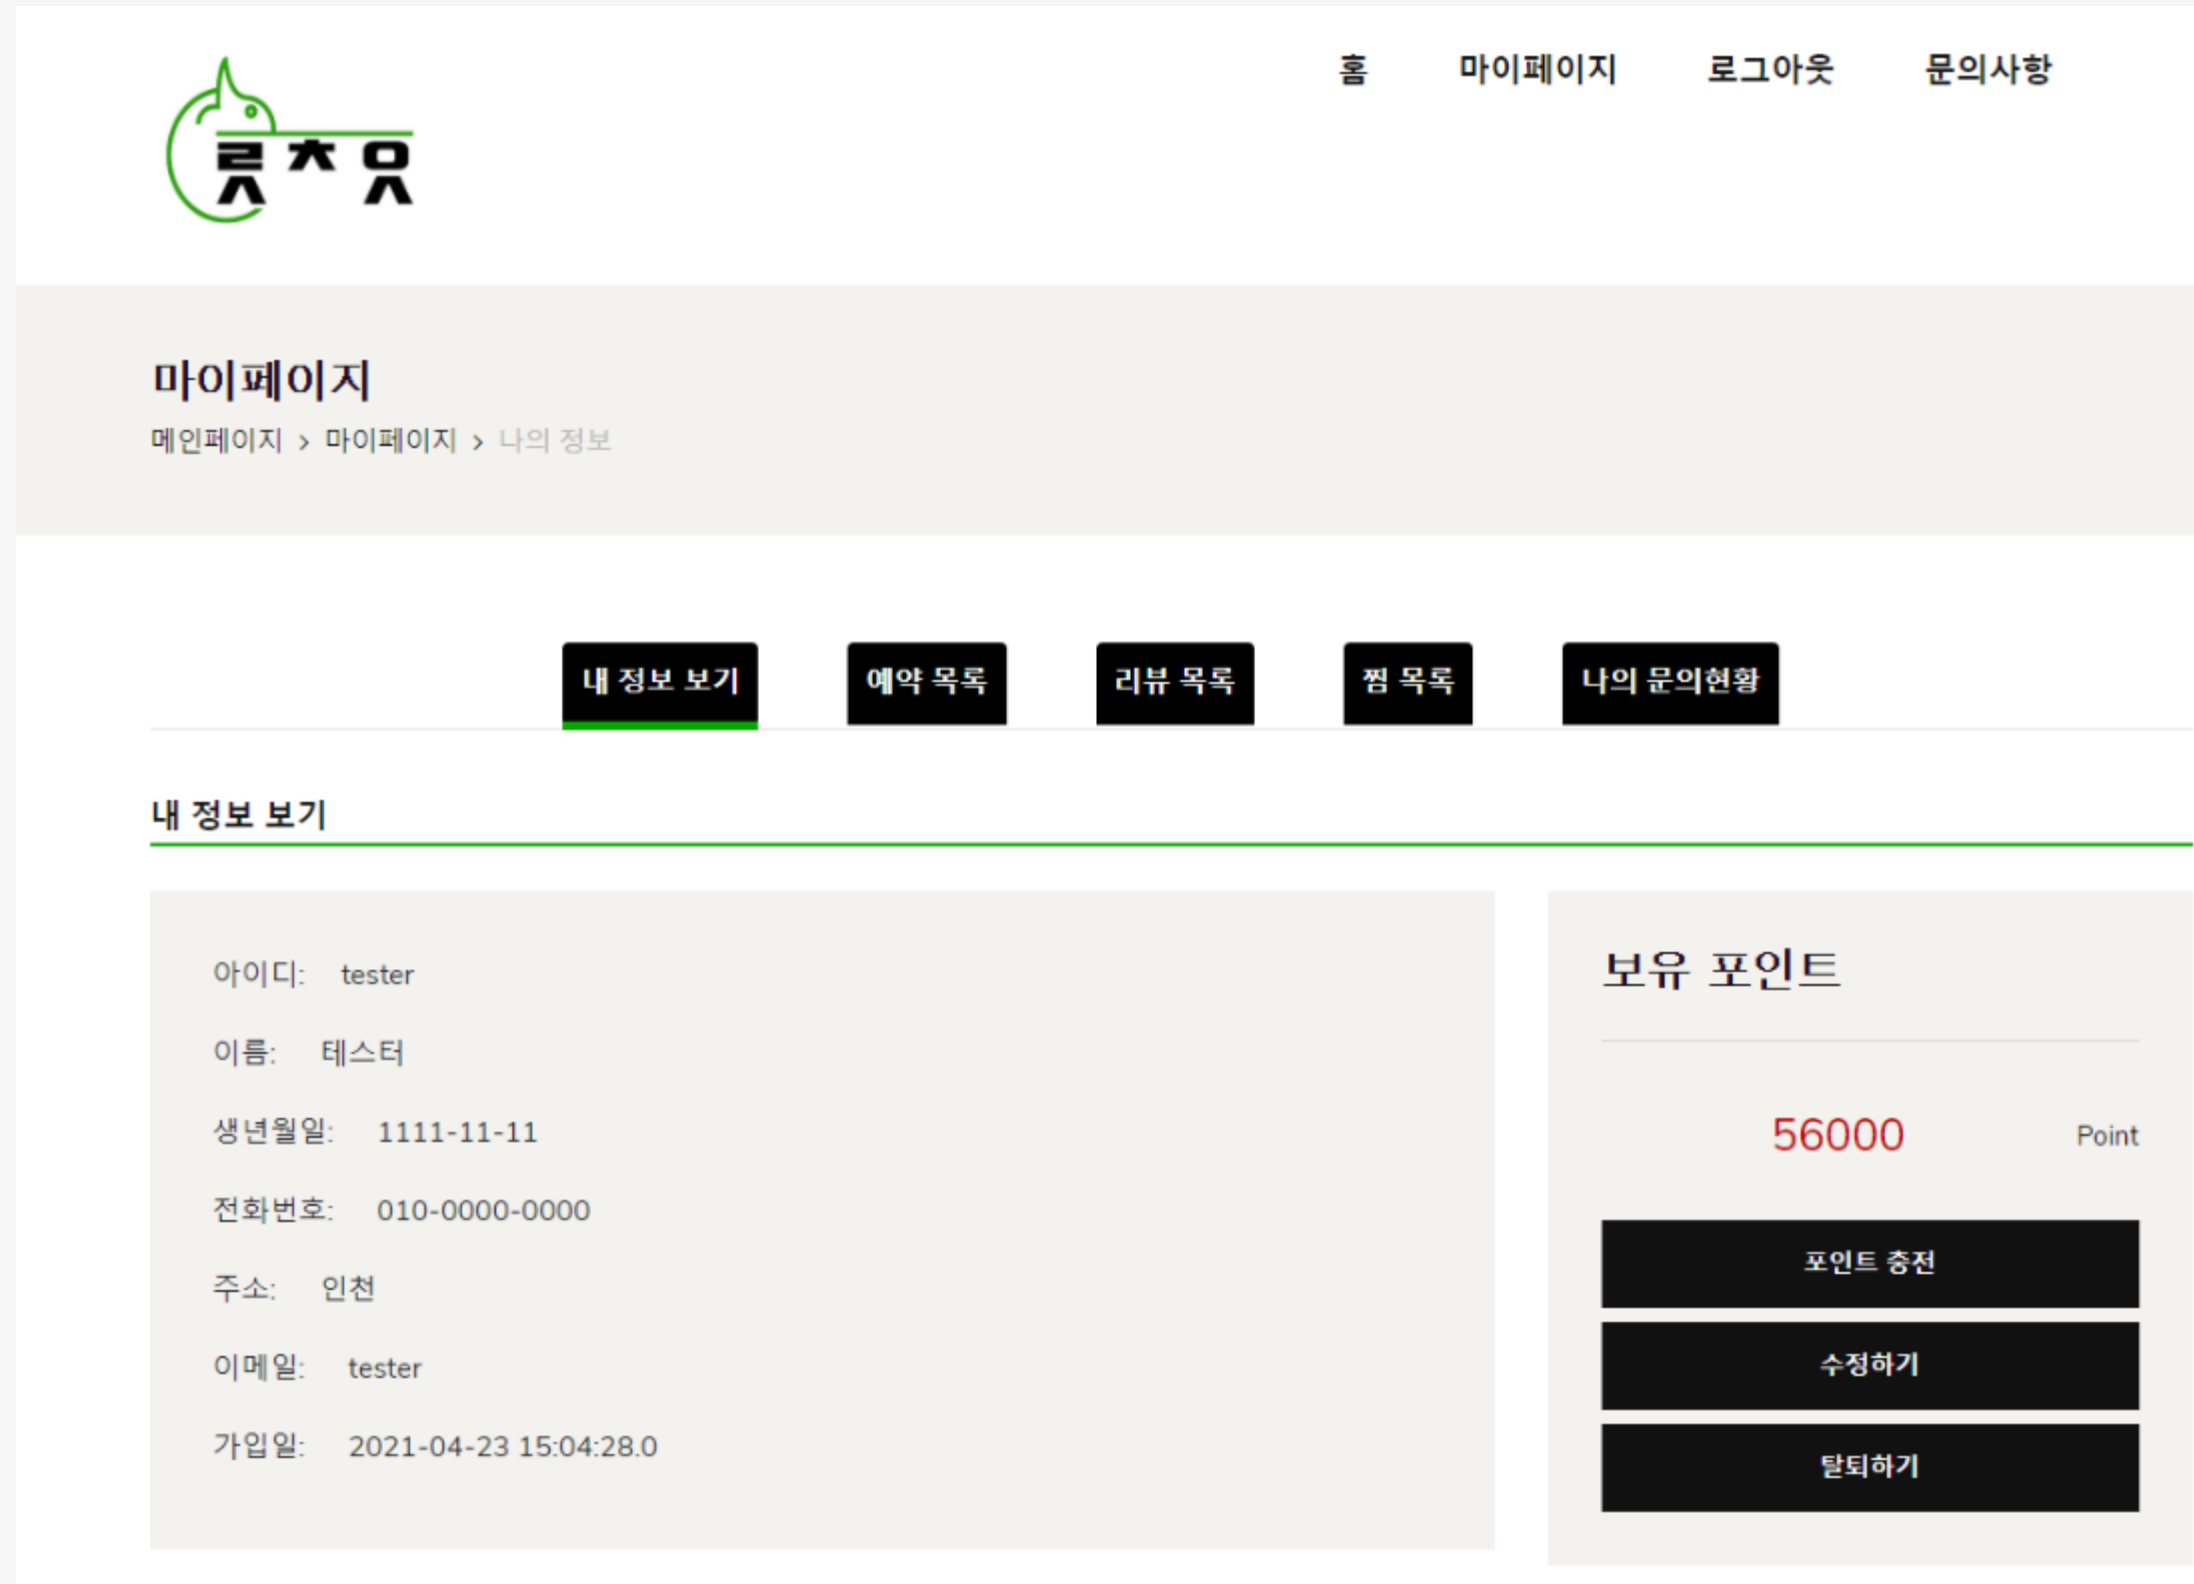 홈 마이페이지 로그아웃 문의사항
마이페이지
메인페이지 > 마이페이지 > 나의 정보
내 정보 보기 예약 목록 리뷰 목록 찜 목록 나의 문의현황
내 정보 보기
아이디: tester
이름: 테스터
생년월일: 1111-11-11
전화번호: 010-0000-0000
주소: 인천
이메일: tester
가입일: 2021-04-23 15:04:28.0
보유 포인트
56000 Point
포인트 충전
수정하기
탈퇴하기